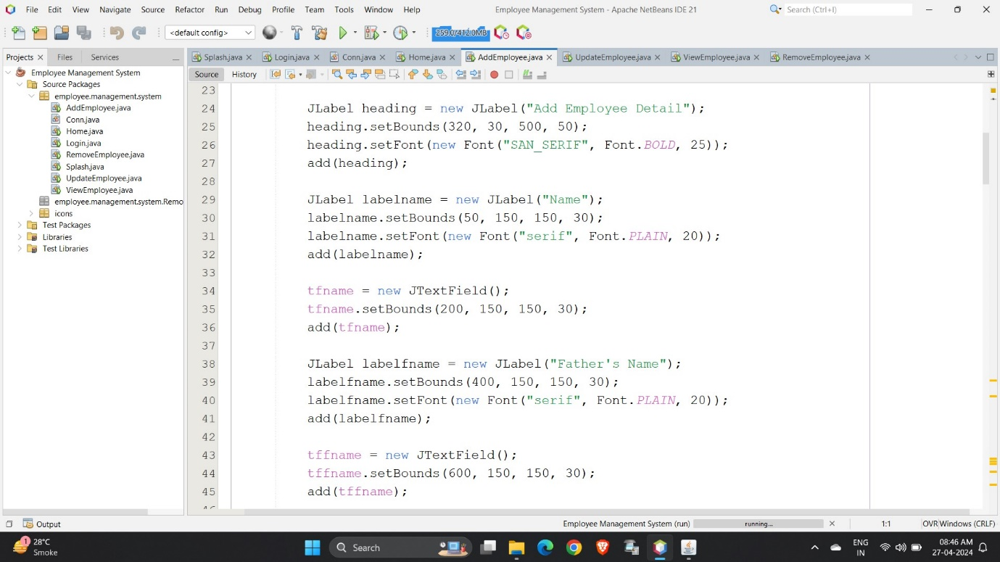 File Edit View Navigate Source Refactor Run Debug Profile Team Tools Window Help
Employee Management System - Apache NetBeans IDE 21
Search (Ctrl+I)
<default config>
259.0/412.0MB
Projects Files Services
Splash.java Login.java Conn.java Home.java AddEmployee.java UpdateEmployee.java ViewEmployee.java RemoveEmployee.java
Source History
Employee Management System
Source Packages
employee.management.system
AddEmployee.java
Conn.java
Home.java
Login.java
RemoveEmployee.java
Splash.java
UpdateEmployee.java
ViewEmployee.java
employee.management.system.Remo
icons
Test Packages
Libraries
Test Libraries
23
24 JLabel heading = new JLabel("Add Employee Detail");
25 heading.setBounds(320, 30, 500, 50);
26 heading.setFont(new Font("SAN_SERIF", Font.BOLD, 25));
27 add(heading);
28
29 JLabel labelname = new JLabel("Name");
30 labelname.setBounds(50, 150, 150, 30);
31 labelname.setFont(new Font("serif", Font.PLAIN, 20));
32 add(labelname);
33
34 tfname = new JTextField();
35 tfname.setBounds(200, 150, 150, 30);
36 add(tfname);
37
38 JLabel labelfname = new JLabel("Father's Name");
39 labelfname.setBounds(400, 150, 150, 30);
40 labelfname.setFont(new Font("serif", Font.PLAIN, 20));
41 add(labelfname);
42
43 tffname = new JTextField();
44 tffname.setBounds(600, 150, 150, 30);
45 add(tffname);
Output
Employee Management System (run) running...
1:1 OVR Windows (CRLF)
1
28°C
Smoke
Search
ENG
IN
08:46 AM
27-04-2024